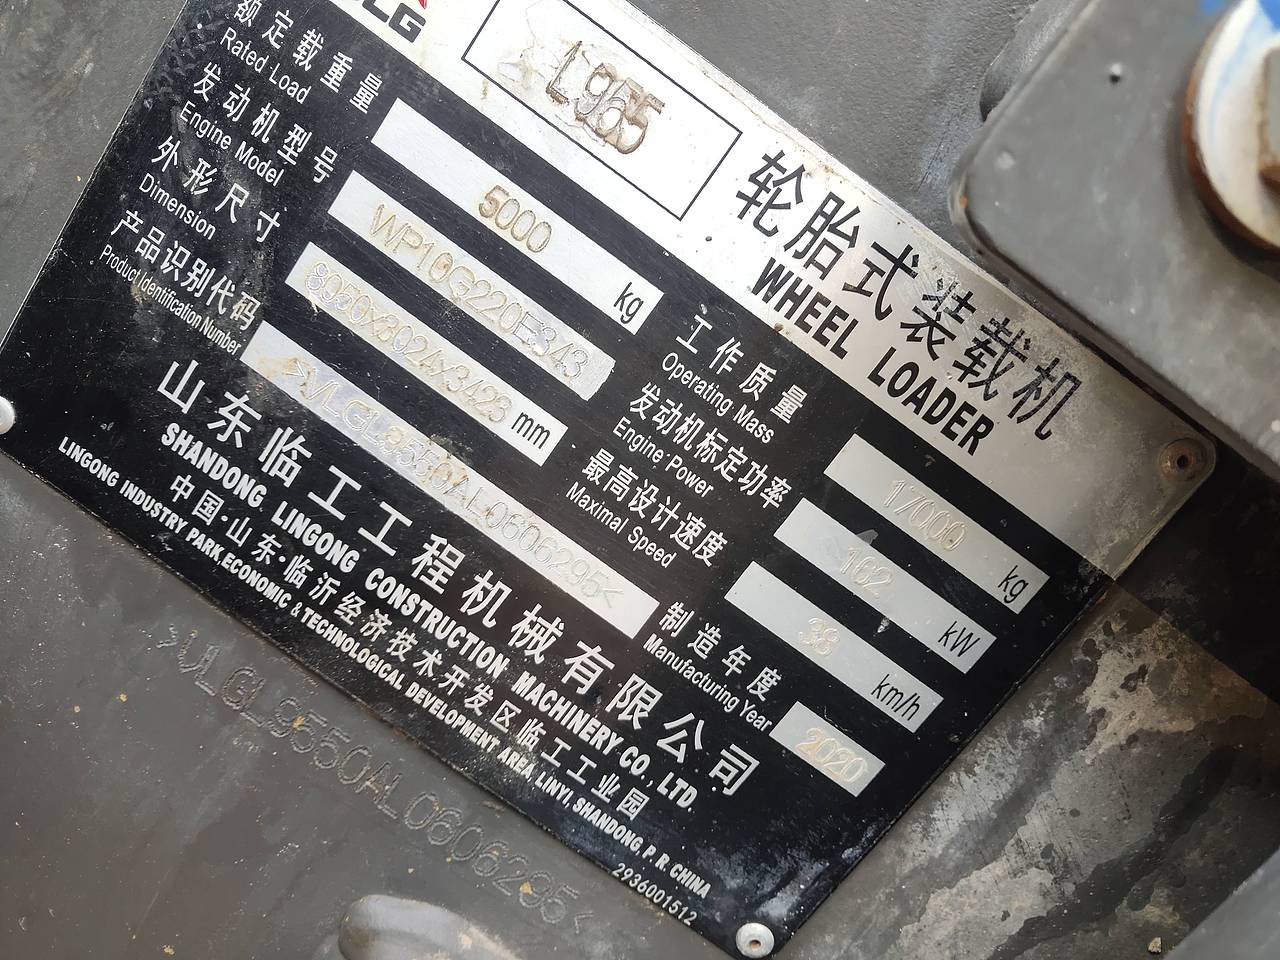 L955
轮胎式装载机
WHEEL LOADER
额定载重量
Rated Load
5000 kg
发动机型号
Engine Model
WP10G220E343
外形尺寸
Dimension
8050×3024×3423 mm
产品识别代码
Product Identification Number
>VLGL9550AL0606295<
工作质量
Operating Mass
17000 kg
发动机标定功率
Engine Power
162 kW
最高设计速度
Maximal Speed
38 km/h
制造年度
Manufacturing Year
2020
山东临工工程机械有限公司
SHANDONG LINGONG CONSTRUCTION MACHINERY CO., LTD.
中国·山东·临沂经济技术开发区临工工业园
LINGONG INDUSTRY PARK, ECONOMIC & TECHNOLOGICAL DEVELOPMENT AREA, LINYI, SHANDONG, P. R. CHINA
2936001512
>VLGL9550AL0606295<